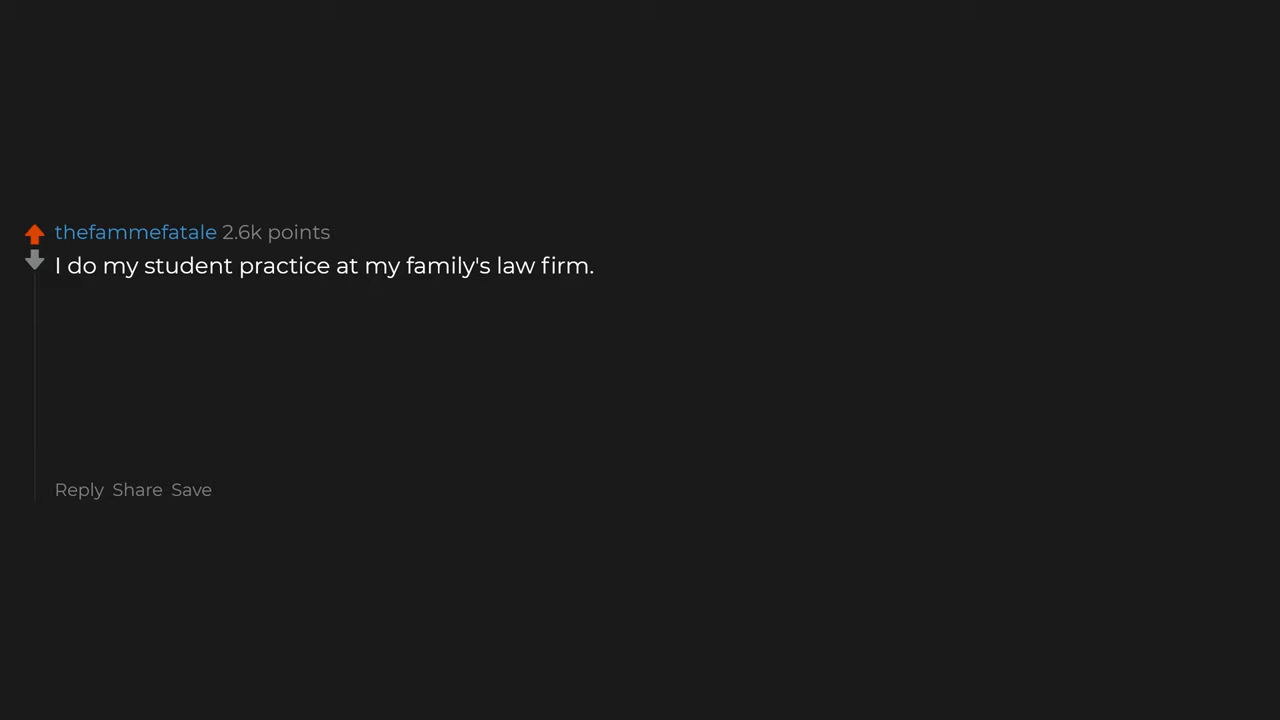 thefammefatale 2.6k points
I do my student practice at my family's law firm.
Reply Share Save